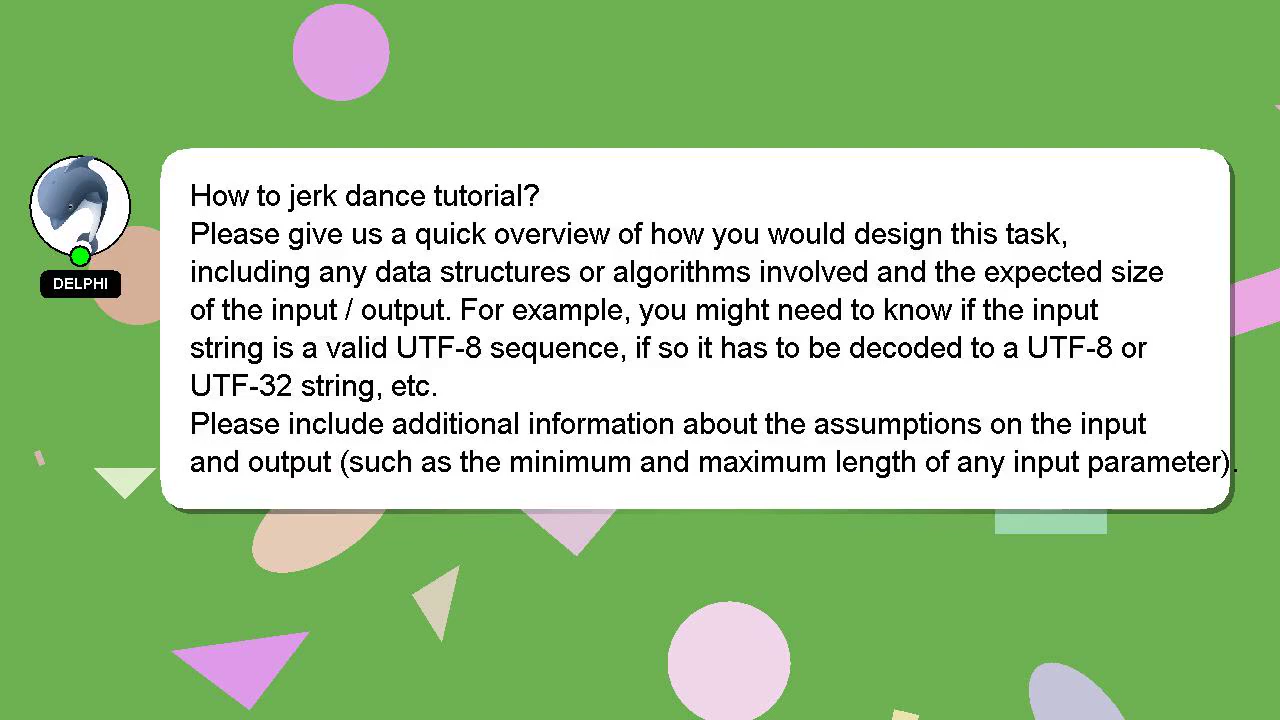 How to jerk dance tutorial?
Please give us a quick overview of how you would design this task,
including any data structures or algorithms involved and the expected size
of the input / output. For example, you might need to know if the input
string is a valid UTF-8 sequence, if so it has to be decoded to a UTF-8 or
UTF-32 string, etc.
Please include additional information about the assumptions on the input
and output (such as the minimum and maximum length of any input parameter).
DELPHI